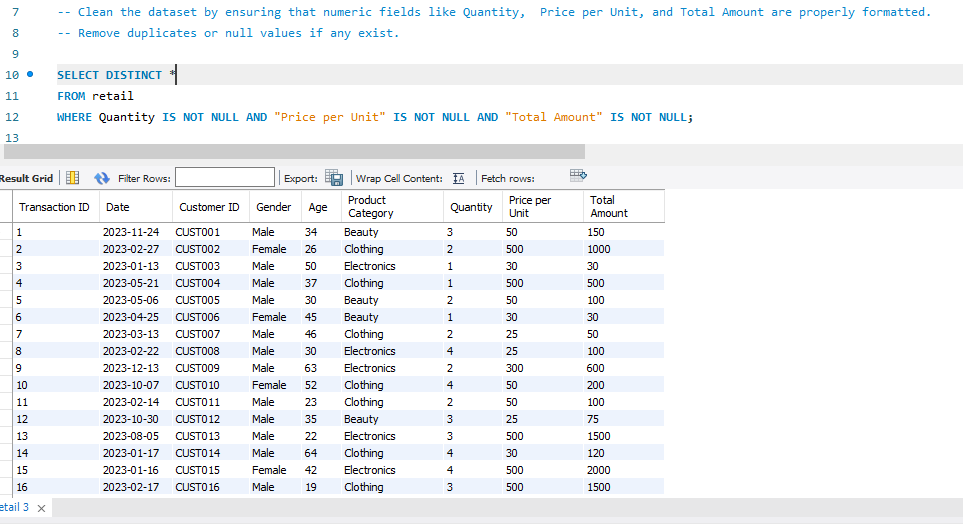 7 -- Clean the dataset by ensuring that numeric fields like Quantity,  Price per Unit, and Total Amount are properly formatted.
8 -- Remove duplicates or null values if any exist.
9
10 SELECT DISTINCT *
11 FROM retail
12 WHERE Quantity IS NOT NULL AND "Price per Unit" IS NOT NULL AND "Total Amount" IS NOT NULL;
13
Result Grid Filter Rows: Export: Wrap Cell Content: IA Fetch rows:
Transaction ID Date Customer ID Gender Age Product Category Quantity Price per Unit Total Amount
1 2023-11-24 CUST001 Male 34 Beauty 3 50 150
2 2023-02-27 CUST002 Female 26 Clothing 2 500 1000
3 2023-01-13 CUST003 Male 50 Electronics 1 30 30
4 2023-05-21 CUST004 Male 37 Clothing 1 500 500
5 2023-05-06 CUST005 Male 30 Beauty 2 50 100
6 2023-04-25 CUST006 Female 45 Beauty 1 30 30
7 2023-03-13 CUST007 Male 46 Clothing 2 25 50
8 2023-02-22 CUST008 Male 30 Electronics 4 25 100
9 2023-12-13 CUST009 Male 63 Electronics 2 300 600
10 2023-10-07 CUST010 Female 52 Clothing 4 50 200
11 2023-02-14 CUST011 Male 23 Clothing 2 50 100
12 2023-10-30 CUST012 Male 35 Beauty 3 25 75
13 2023-08-05 CUST013 Male 22 Electronics 3 500 1500
14 2023-01-17 CUST014 Male 64 Clothing 4 30 120
15 2023-01-16 CUST015 Female 42 Electronics 4 500 2000
16 2023-02-17 CUST016 Male 19 Clothing 3 500 1500
etail 3